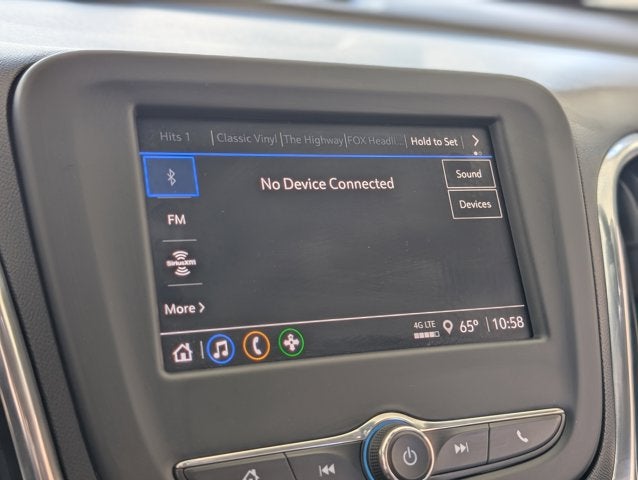 Hits 1 Classic Vinyl The Highway FOX Headli... Hold to Set
No Device Connected
Sound
Devices
FM
SiriusXM
More
4G LTE 65° 10:58